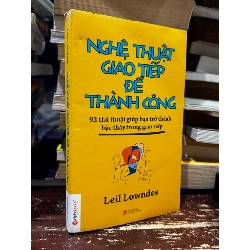 NGHỆ THUẬT
GIAO TIẾP
ĐỂ
THÀNH CÔNG
92 thủ thuật giúp bạn trở thành
bậc thầy trong giao tiếp
Leil Lowndes